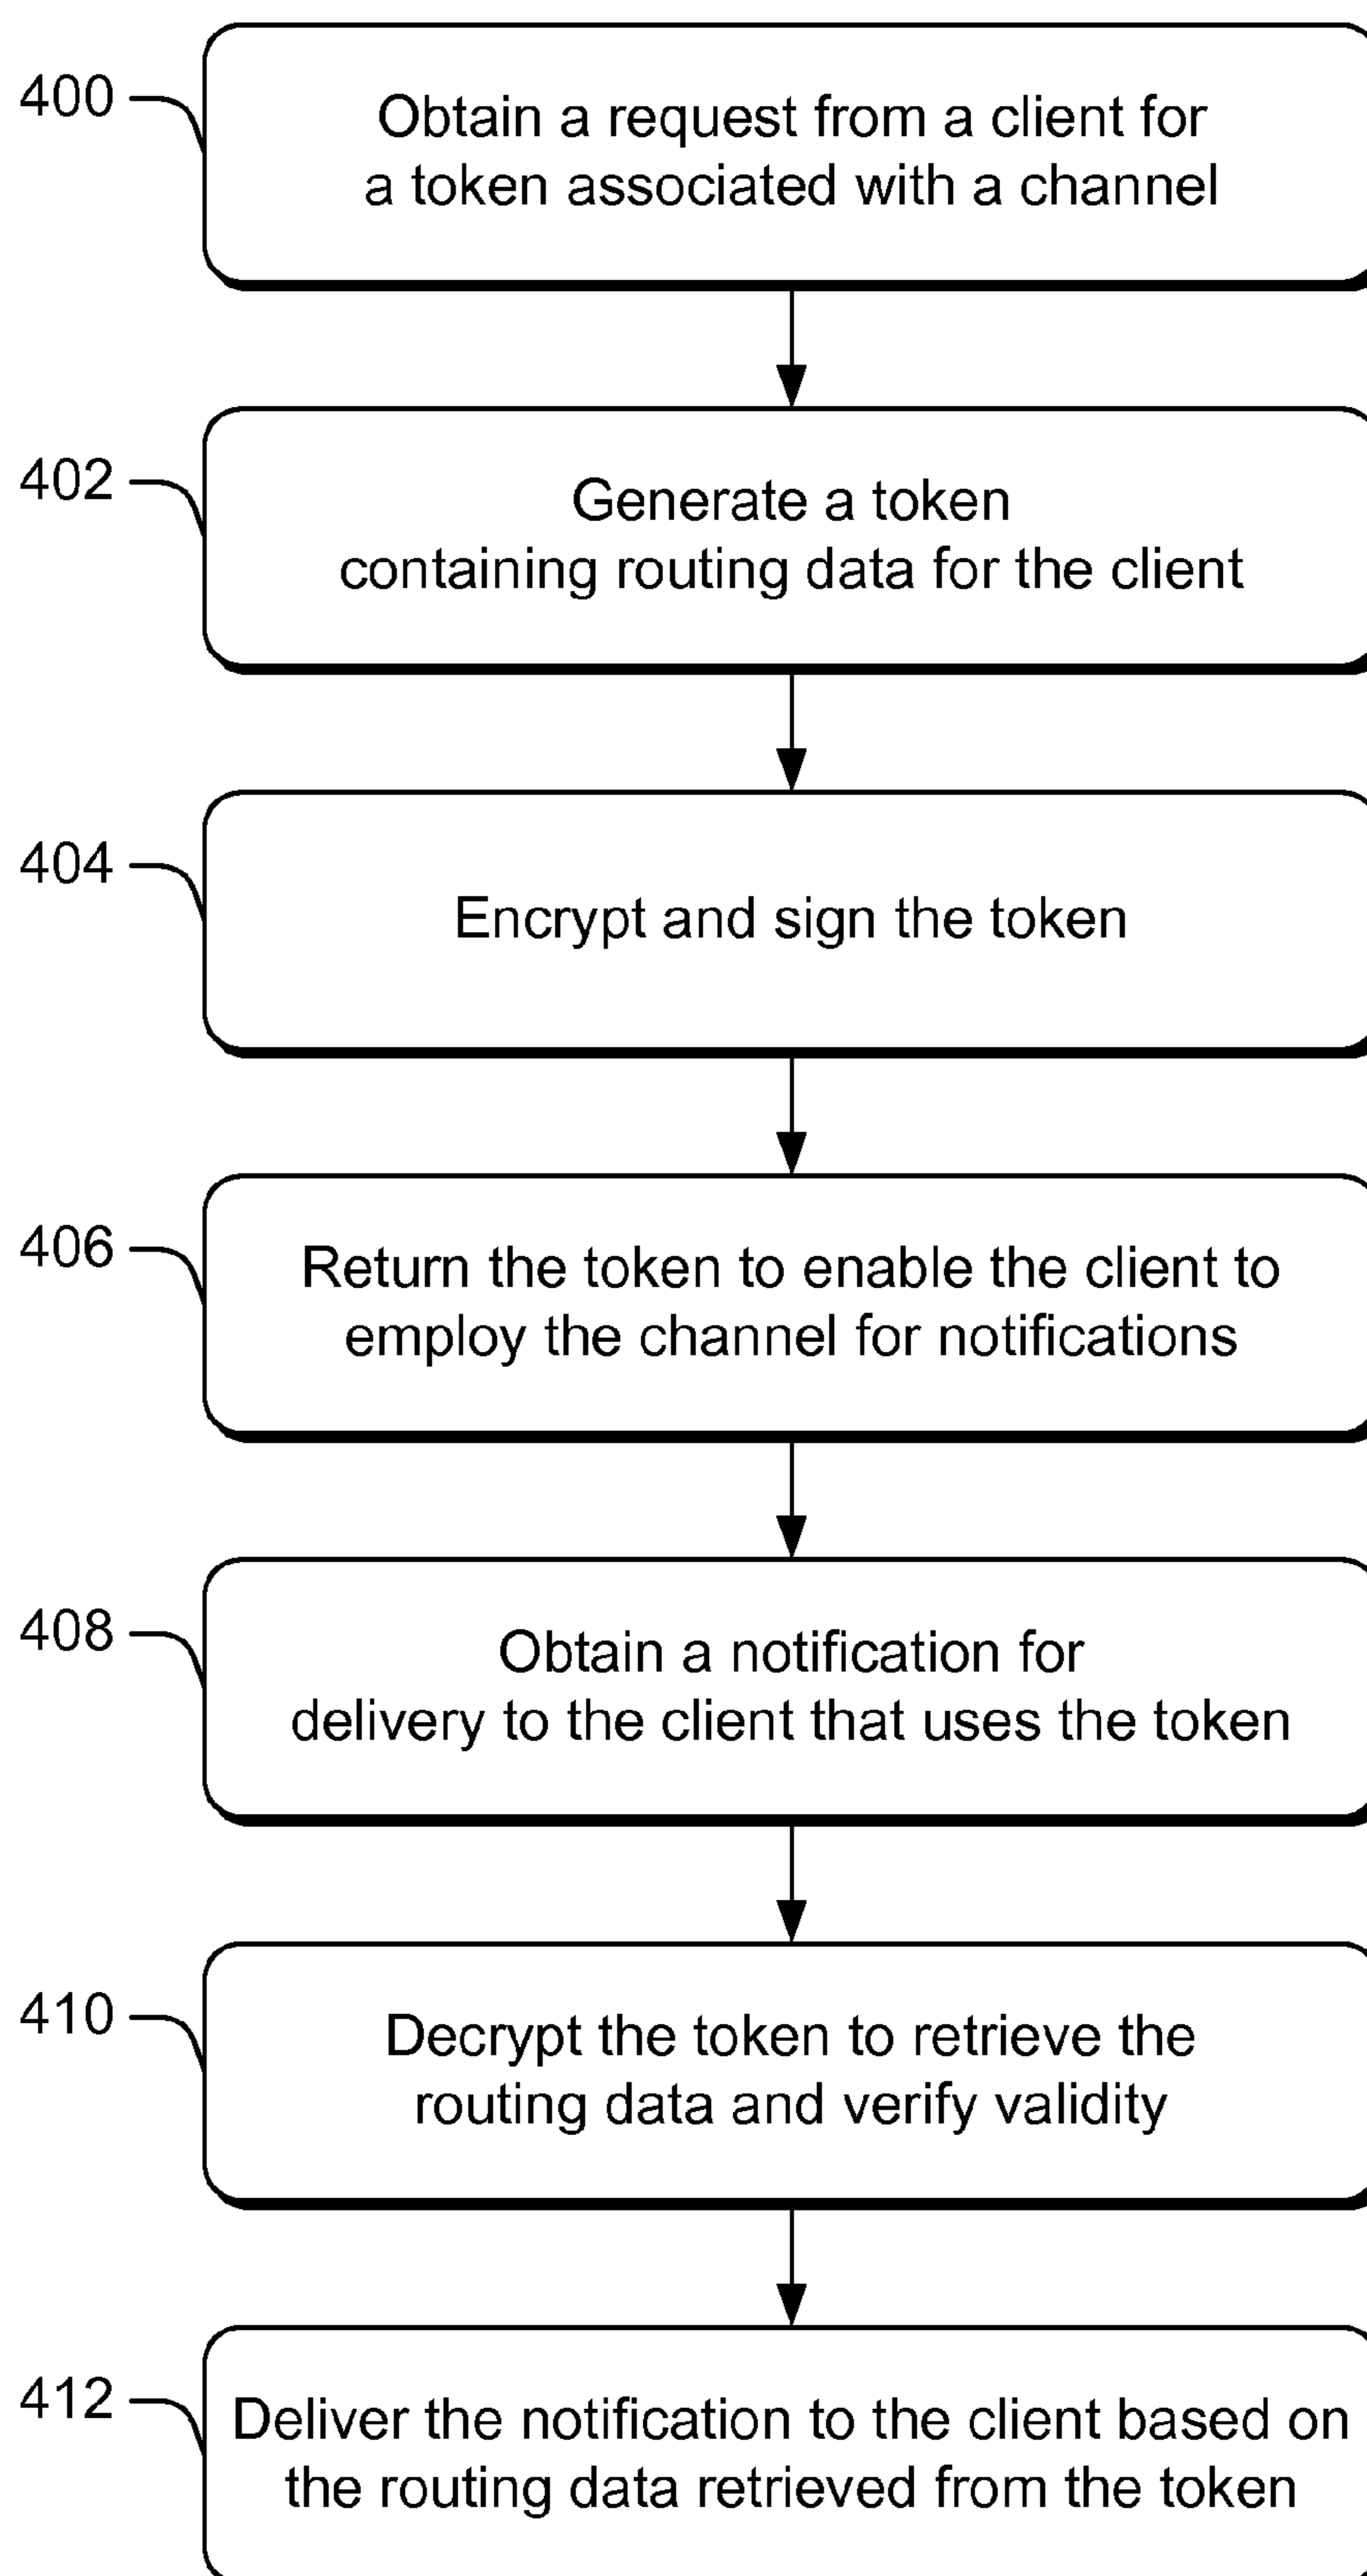 400
Obtain a request from a client for
a token associated with a channel
402
Generate a token
containing routing data for the client
404
Encrypt and sign the token
406
Return the token to enable the client to
employ the channel for notifications
408
Obtain a notification for
delivery to the client that uses the token
410
Decrypt the token to retrieve the
routing data and verify validity
412
Deliver the notification to the client based on
the routing data retrieved from the token